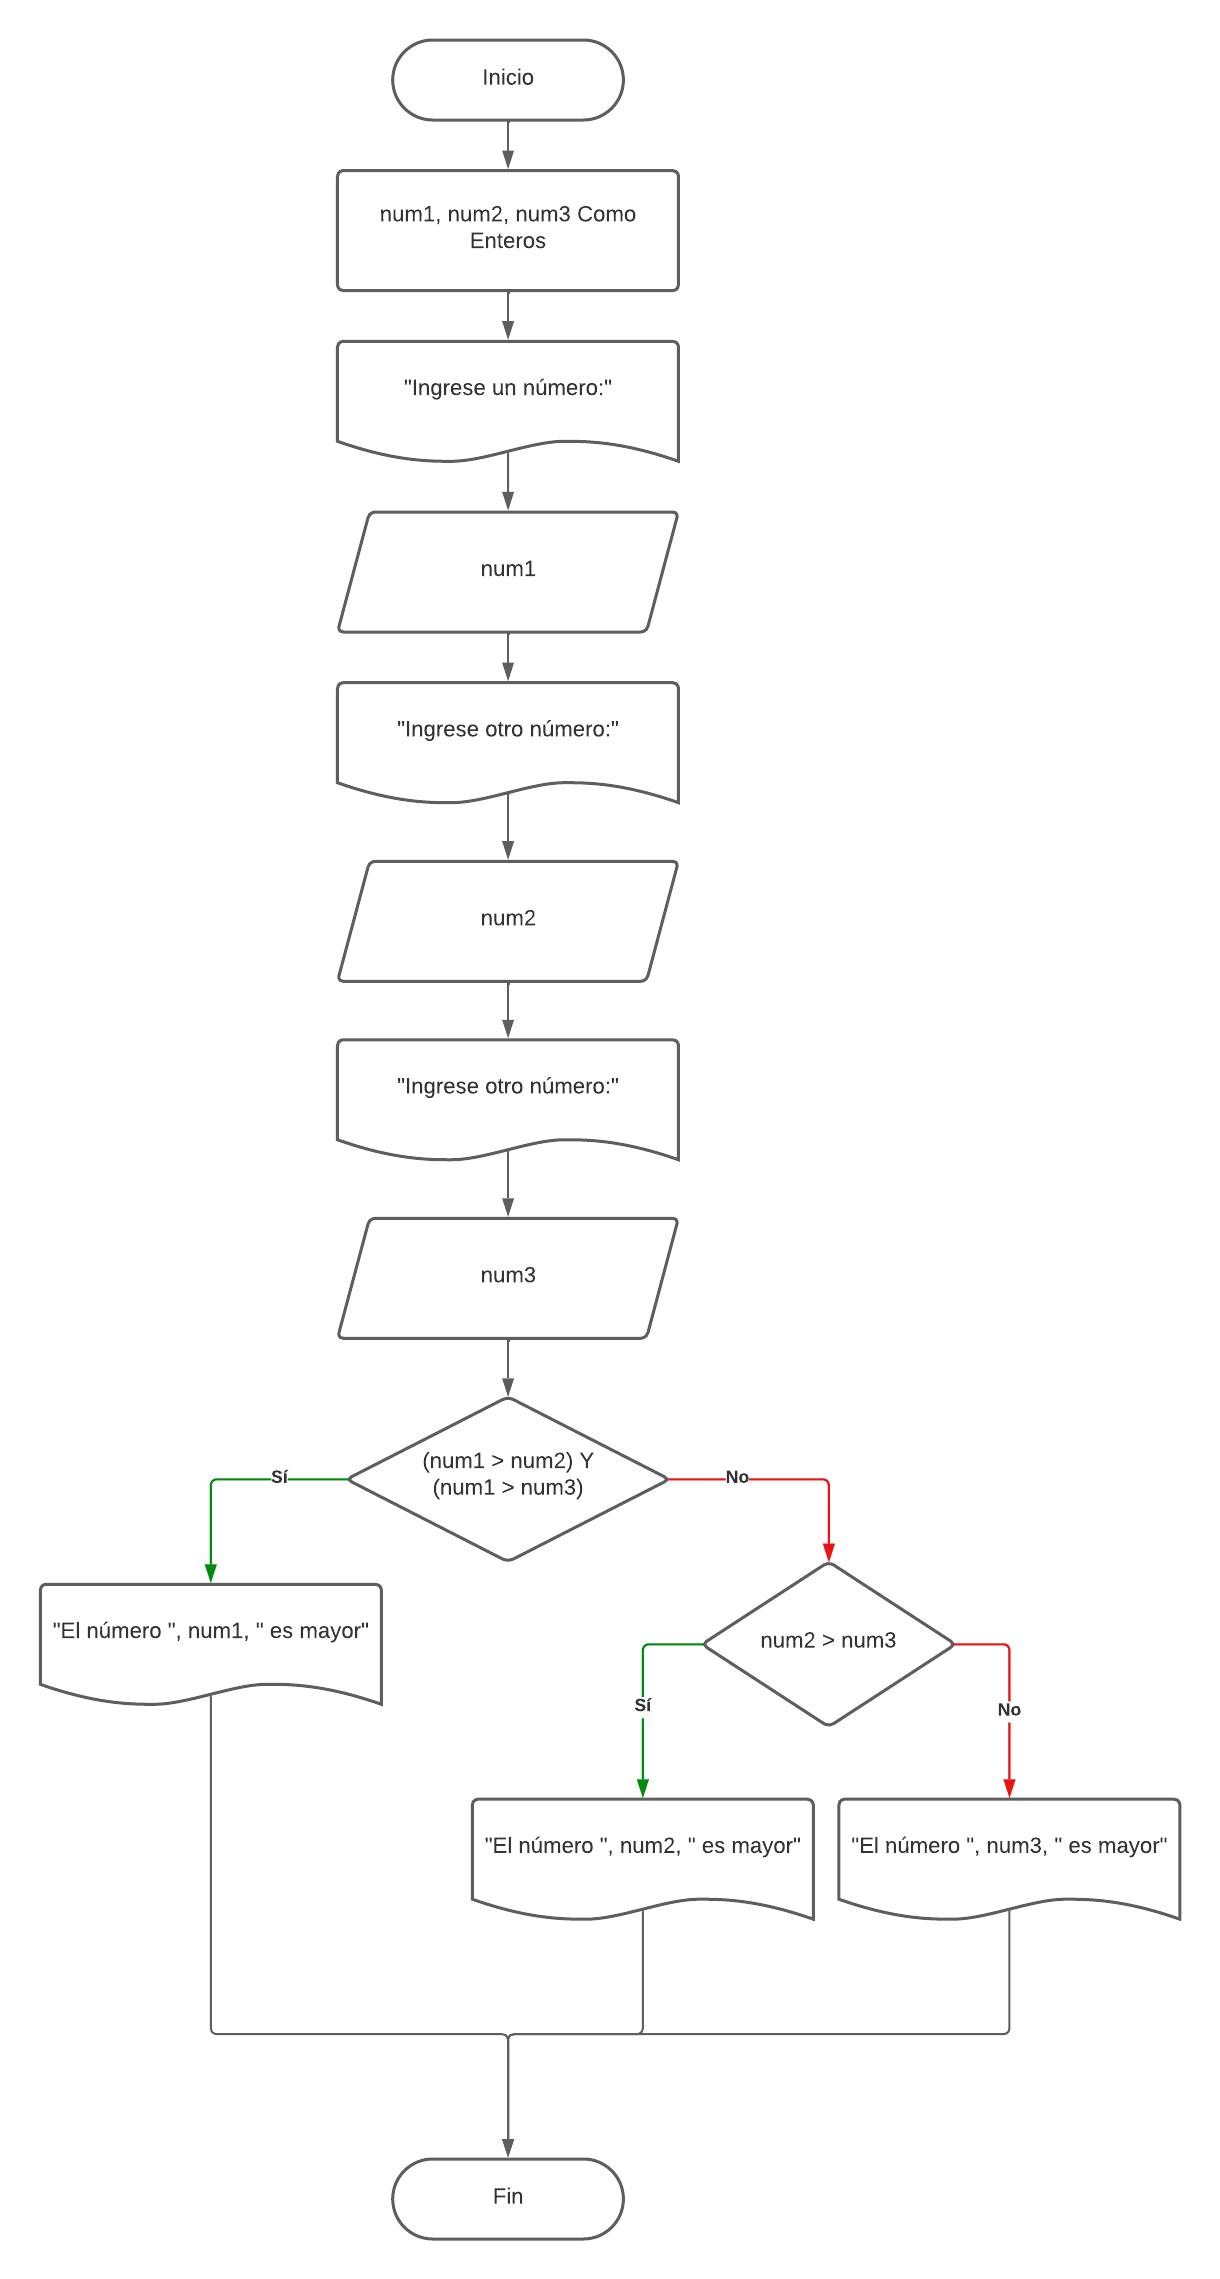 Inicio
num1, num2, num3 Como
Enteros
"Ingrese un número:"
num1
"Ingrese otro número:"
num2
"Ingrese otro número:"
num3
(num1 > num2) Y
(num1 > num3)
Sí
No
"El número ", num1, " es mayor"
num2 > num3
Sí
No
"El número ", num2, " es mayor"
"El número ", num3, " es mayor"
Fin